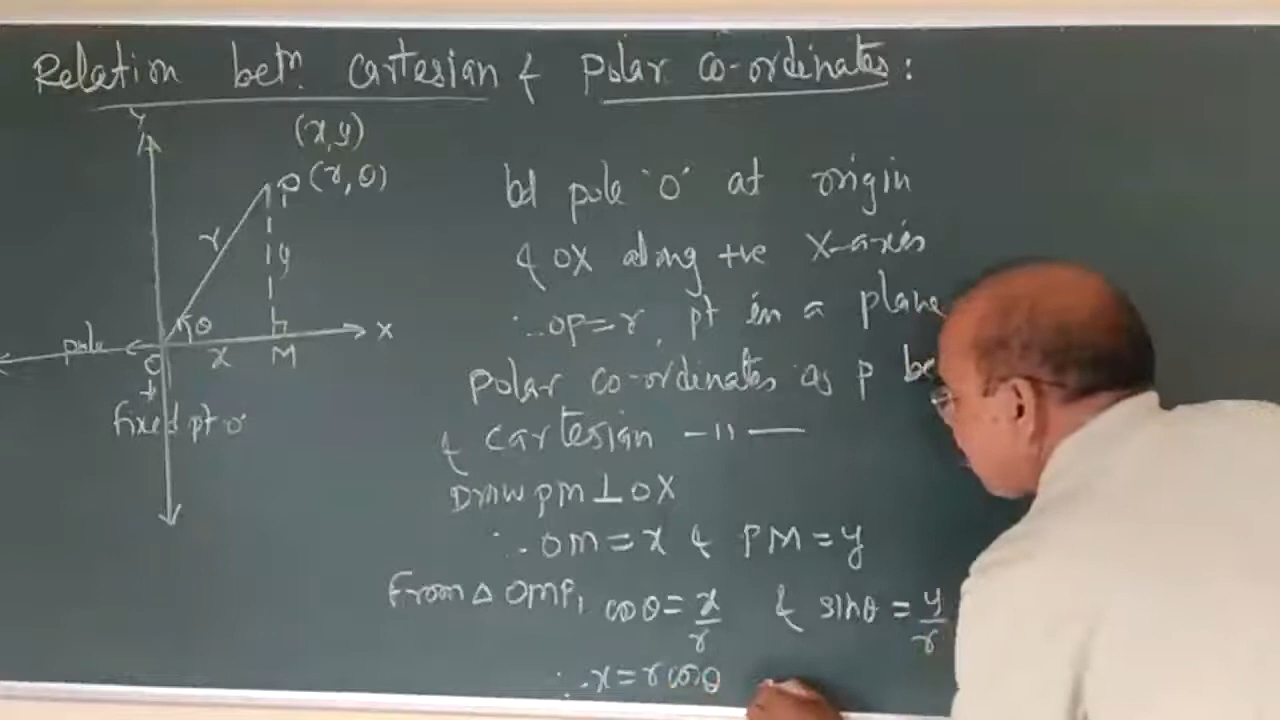 Relation betn. Cartesian & Polar Co-ordinates:
Y
(x,y)
P(r,θ)
r
y
θ
pole
O
x
M
X
fixed pt 'o'
let pole 'O' at origin
& OX along +ve X-axis
∴ OP=r, pt in a plane
Polar co-ordinates as P be
& Cartesian -11-
Draw PM⊥OX
∴ OM=x & PM=y
From △ OMP, cosθ=x/r & sinθ=y/r
∴ x=r cosθ